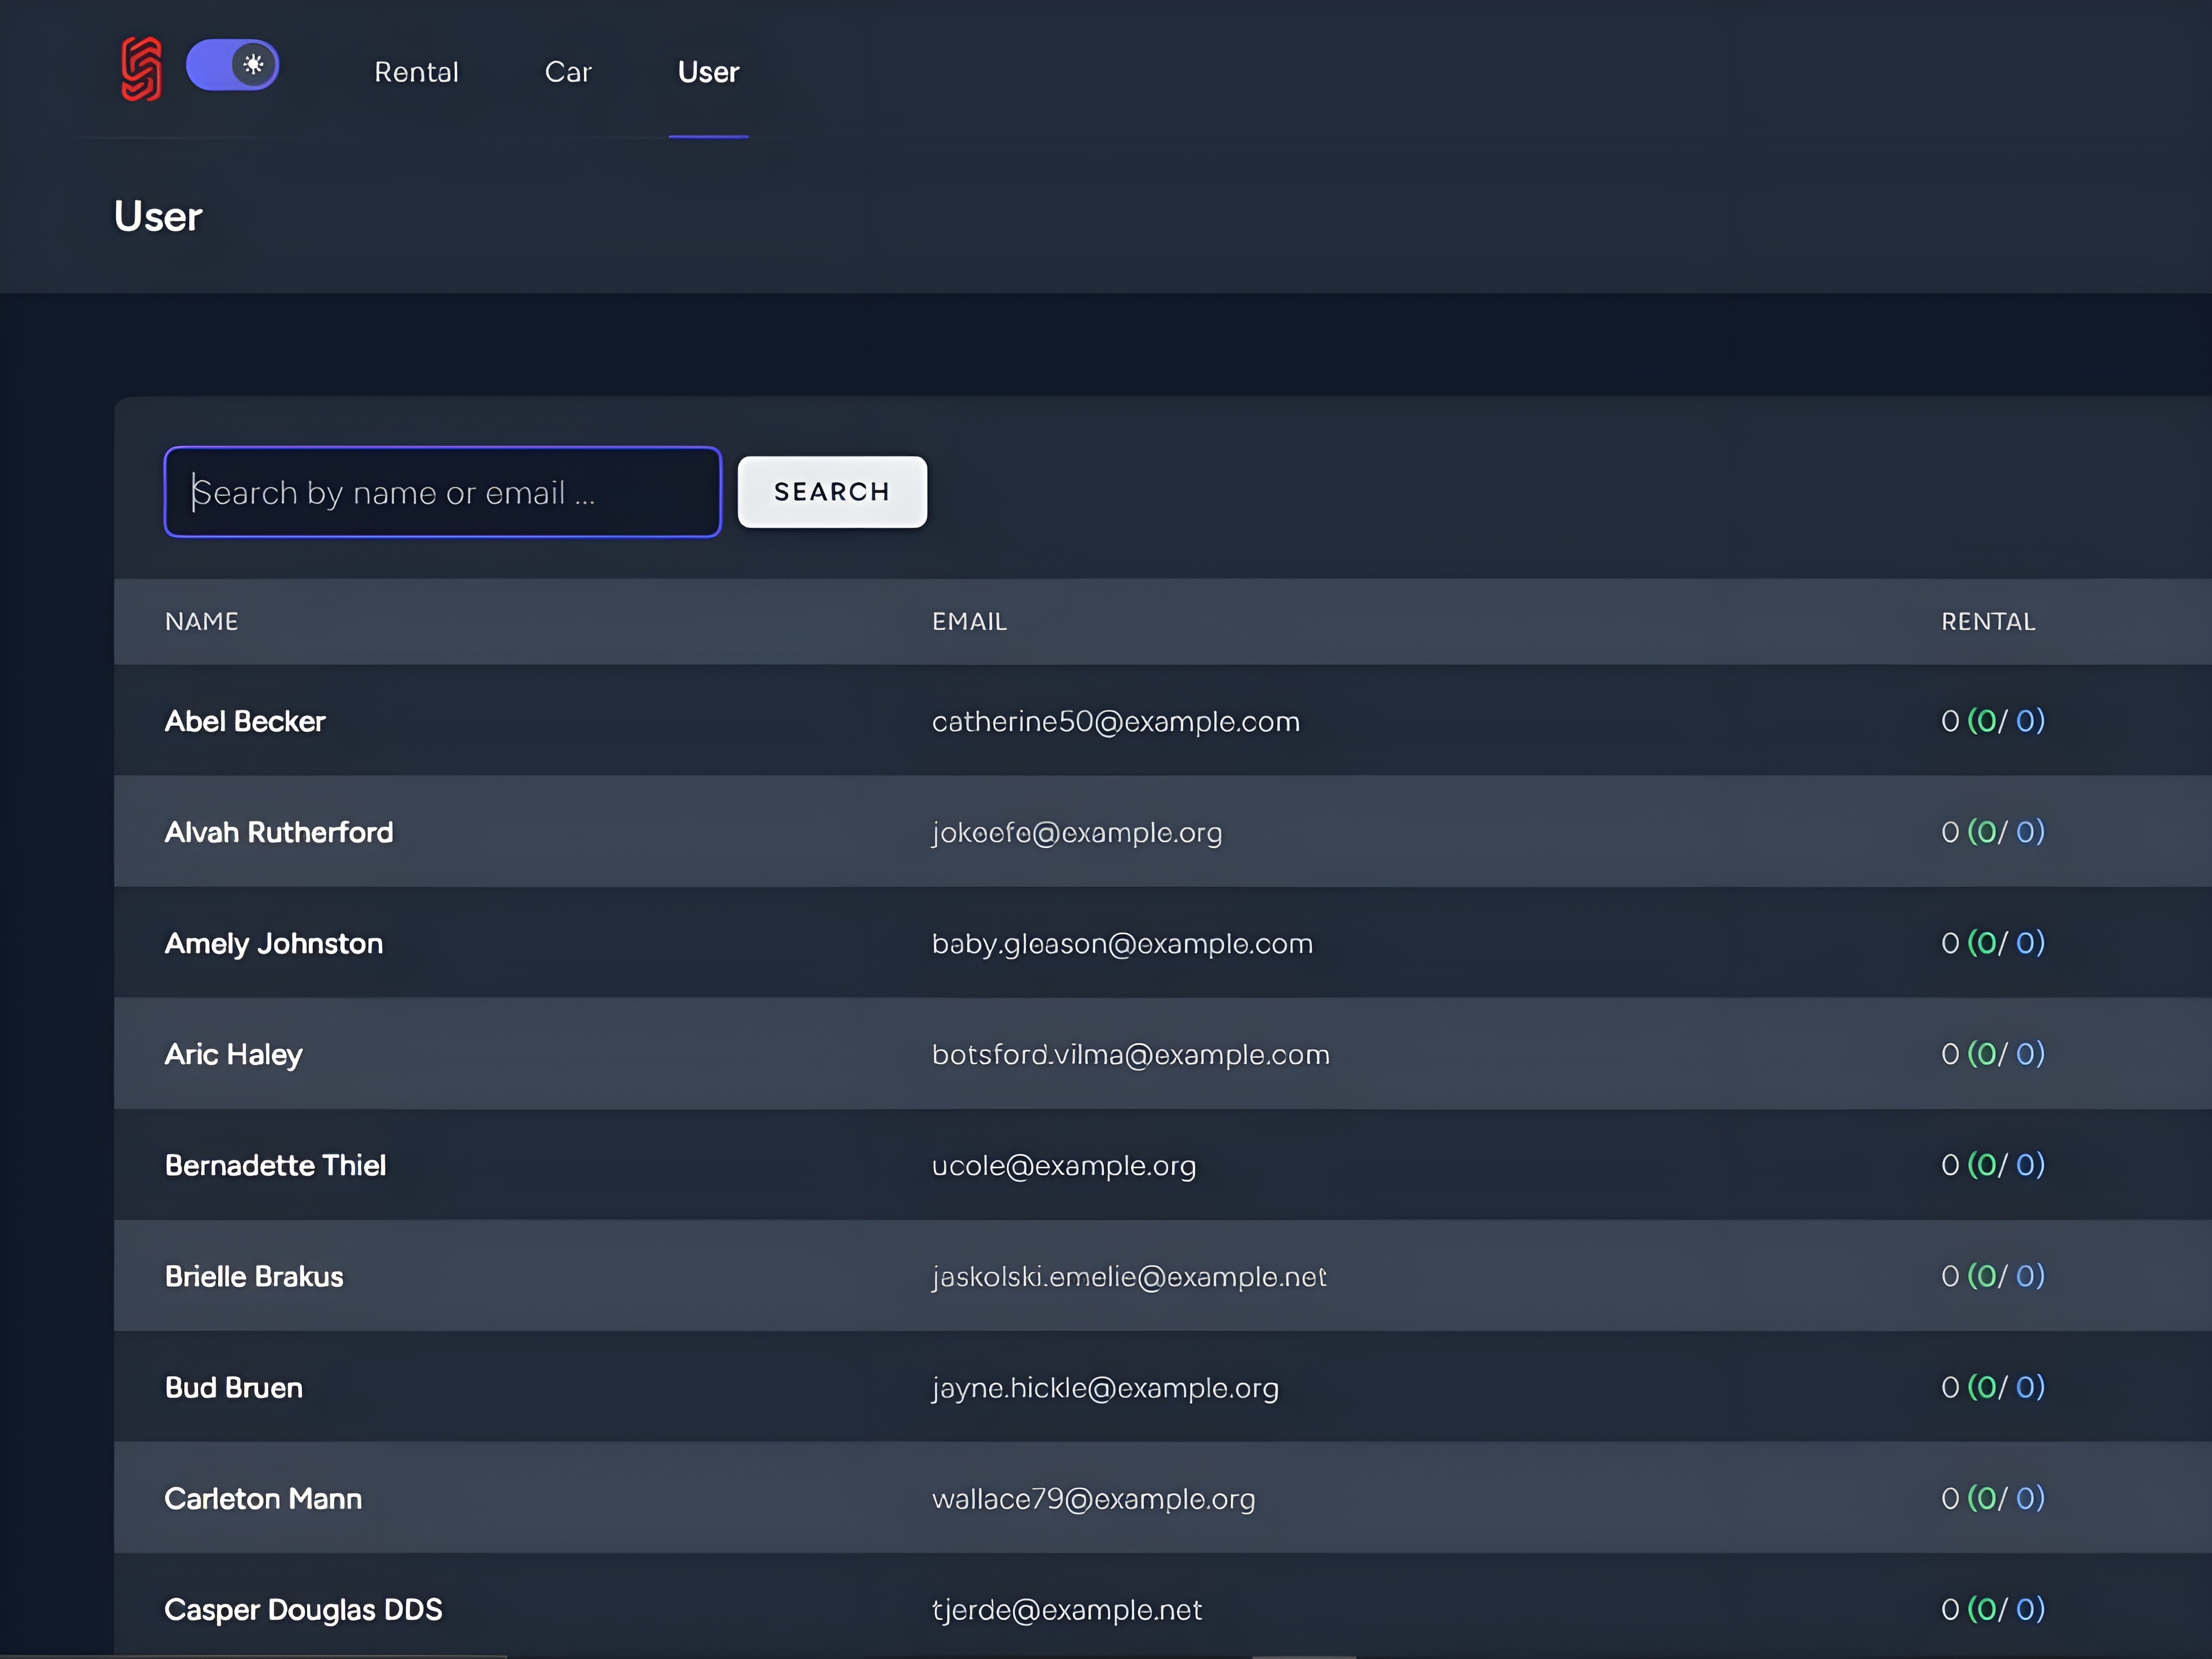 Rental Car User
User
Search by name or email ...
SEARCH
NAME EMAIL RENTAL
Abel Becker catherine50@example.com 0 (0/ 0)
Alvah Rutherford jokeefe@example.org 0 (0/ 0)
Amely Johnston baby.gleason@example.com 0 (0/ 0)
Aric Haley botsford.vilma@example.com 0 (0/ 0)
Bernadette Thiel ucole@example.org 0 (0/ 0)
Brielle Brakus jaskolski.emelie@example.net 0 (0/ 0)
Bud Bruen jayne.hickle@example.org 0 (0/ 0)
Carleton Mann wallace79@example.org 0 (0/ 0)
Casper Douglas DDS tjerde@example.net 0 (0/ 0)